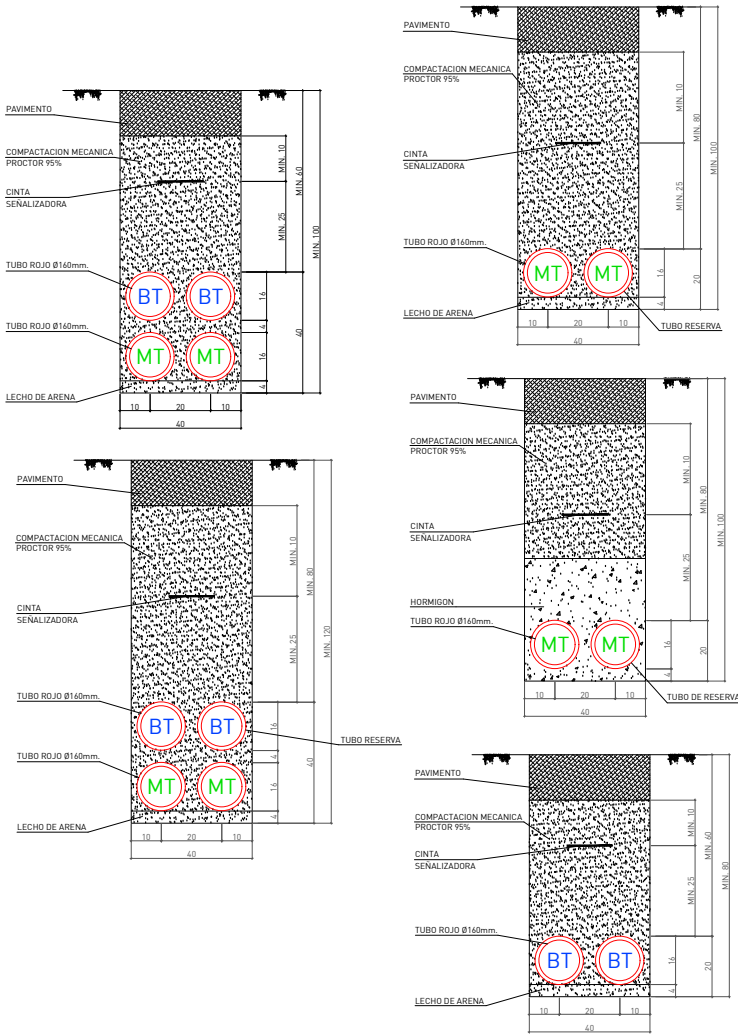 PAVIMENTO
COMPACTACION MECANICA
PROCTOR 95%
CINTA
SEÑALIZADORA
TUBO ROJO Ø160mm.
TUBO ROJO Ø160mm.
LECHO DE ARENA
BT BT
MT MT
MIN. 10
MIN. 25
MIN. 60
MIN. 100
16
4
16
4
40
10 20 10
40
PAVIMENTO
COMPACTACION MECANICA
PROCTOR 95%
CINTA
SEÑALIZADORA
TUBO ROJO Ø160mm.
LECHO DE ARENA
MT MT
TUBO RESERVA
MIN. 10
MIN. 25
MIN. 80
MIN. 100
16
4
20
10 20 10
40
PAVIMENTO
COMPACTACION MECANICA
PROCTOR 95%
CINTA
SEÑALIZADORA
TUBO ROJO Ø160mm.
TUBO ROJO Ø160mm.
LECHO DE ARENA
BT BT
MT MT
TUBO RESERVA
MIN. 10
MIN. 25
MIN. 80
MIN. 120
16
4
16
4
40
10 20 10
40
PAVIMENTO
COMPACTACION MECANICA
PROCTOR 95%
CINTA
SEÑALIZADORA
HORMIGON
TUBO ROJO Ø160mm.
MT MT
TUBO DE RESERVA
MIN. 10
MIN. 25
MIN. 80
MIN. 100
16
4
20
10 20 10
40
PAVIMENTO
COMPACTACION MECANICA
PROCTOR 95%
CINTA
SEÑALIZADORA
TUBO ROJO Ø160mm.
LECHO DE ARENA
BT BT
MIN. 10
MIN. 25
MIN. 60
MIN. 80
16
4
20
10 20 10
40